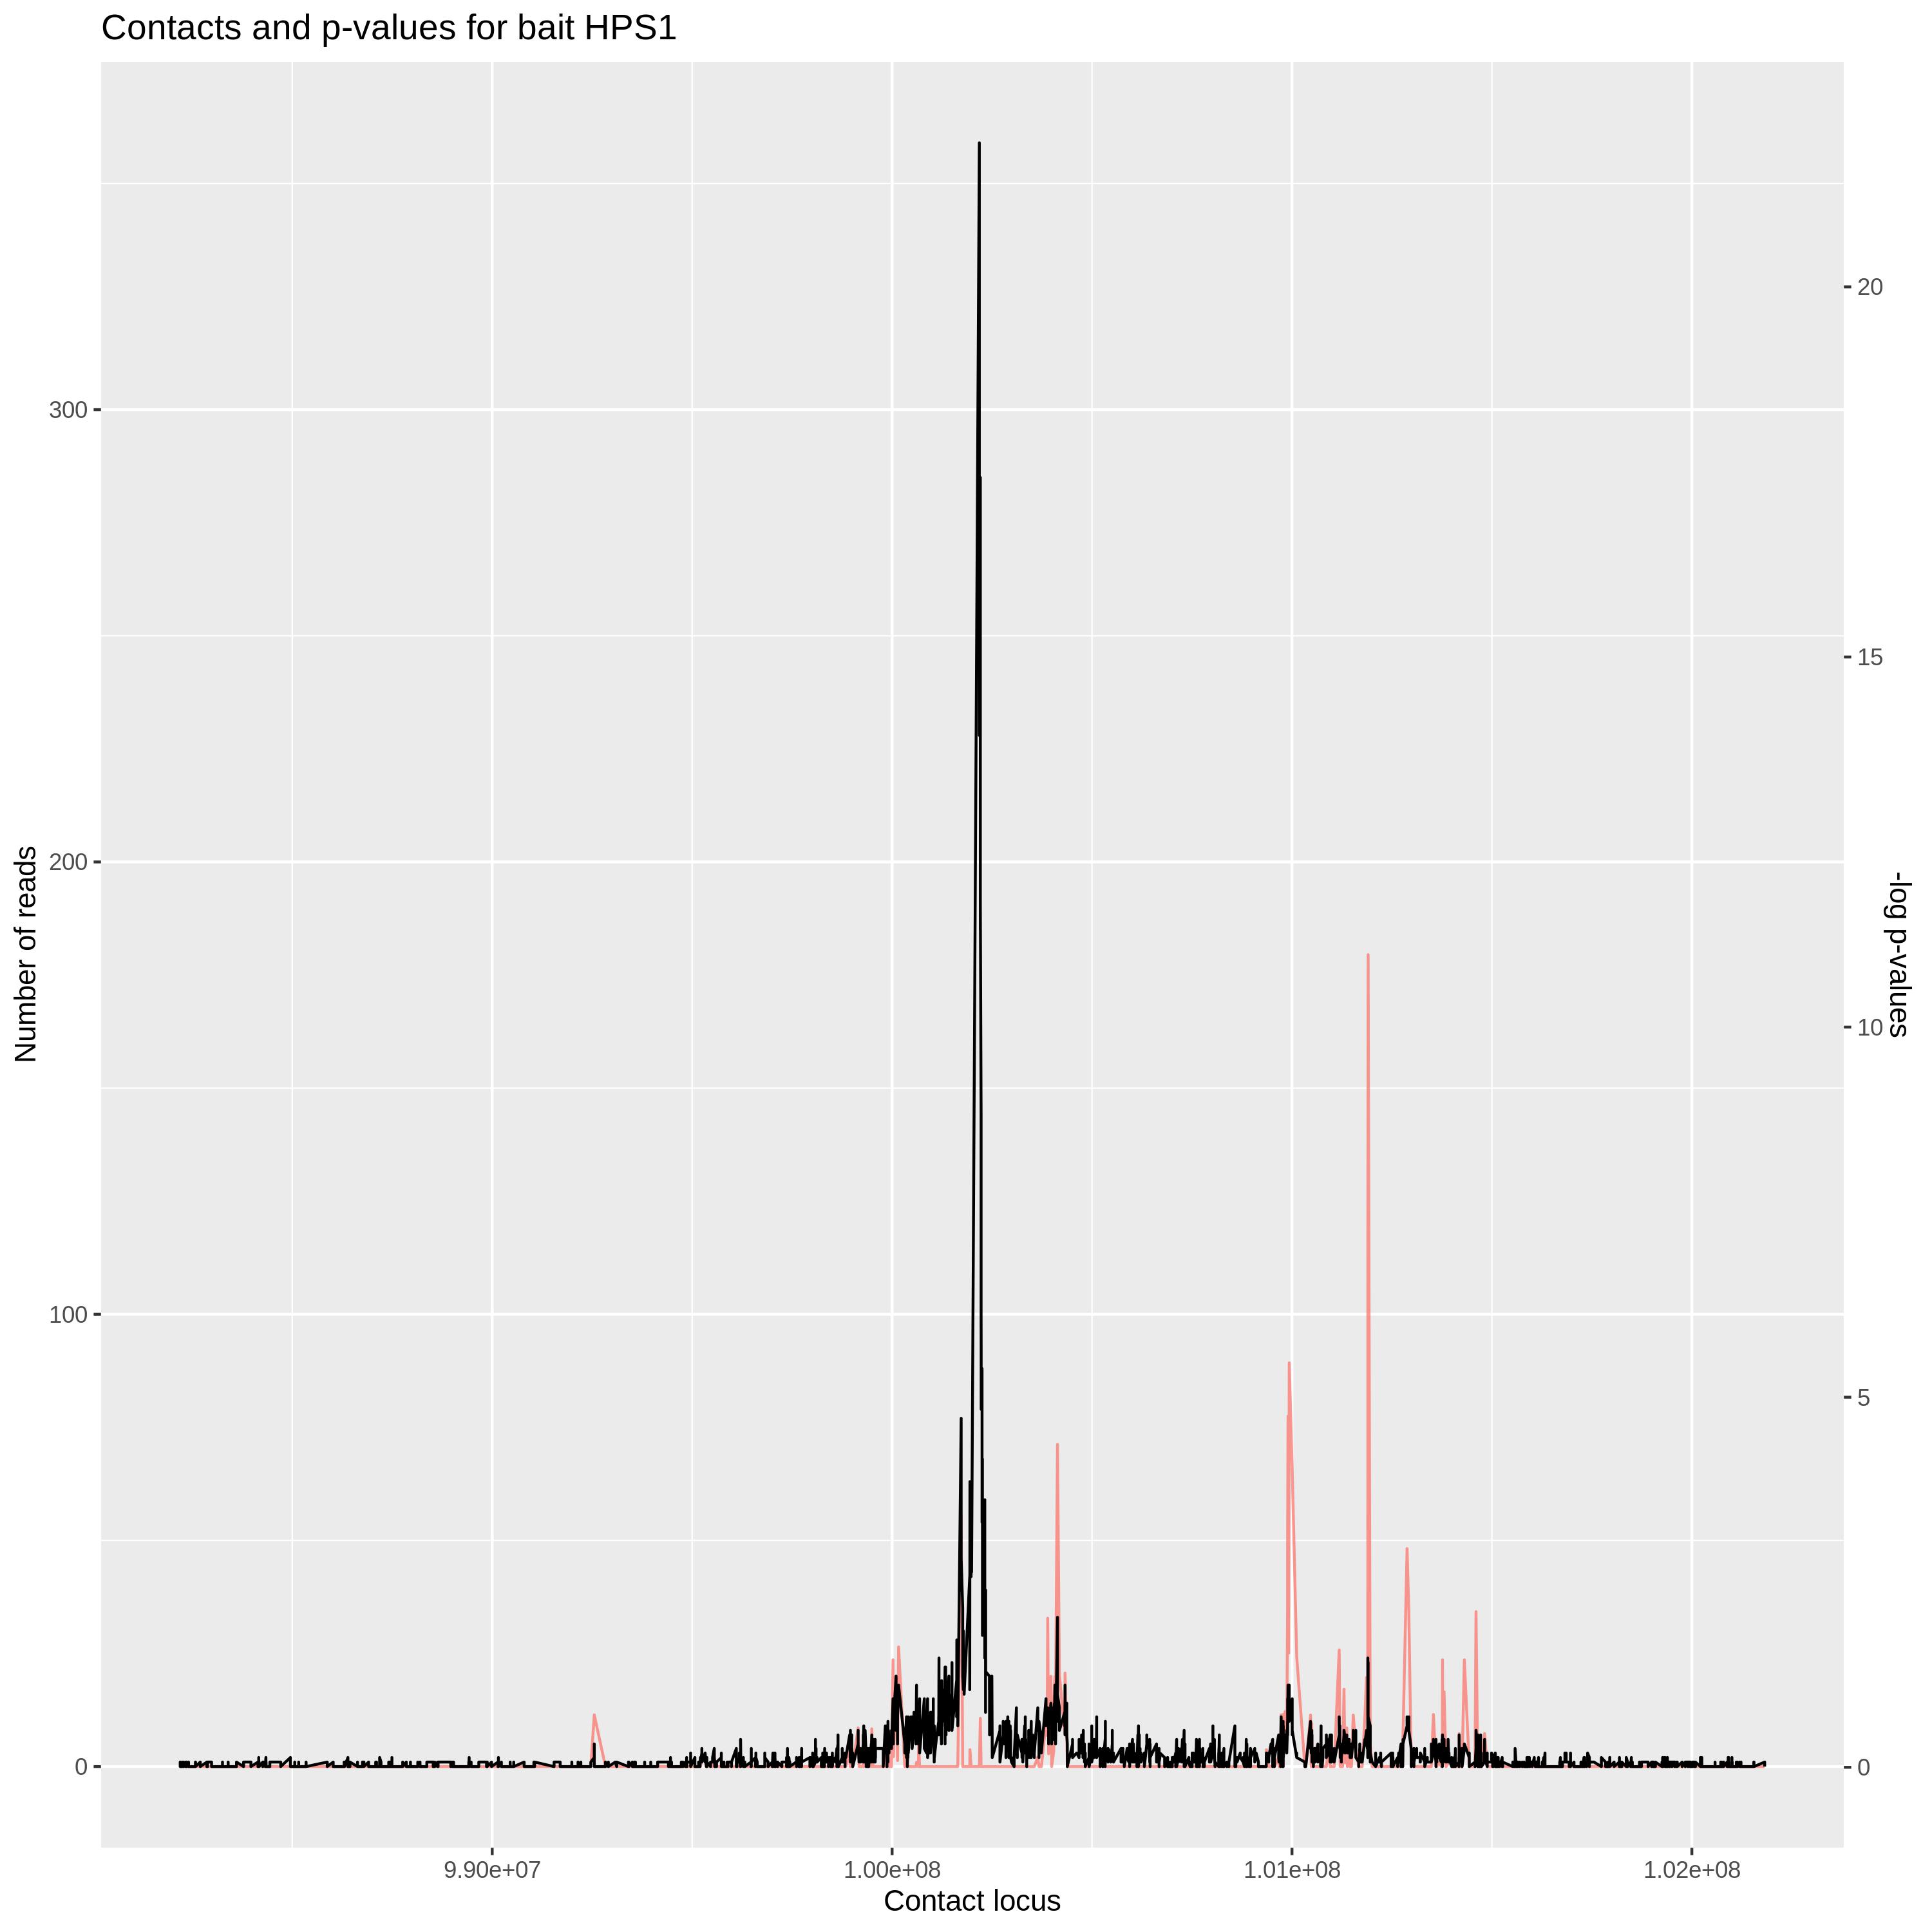 Contacts and p-values for bait HPS1
300
200
100
0
Number of reads
20
15
10
5
0
-log p-values
9.90e+07
1.00e+08
1.01e+08
1.02e+08
Contact locus